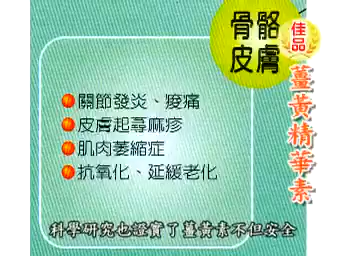 骨骼
皮膚
佳品
薑黃精華素
關節發炎、痠痛
皮膚起蕁麻疹
肌肉萎縮症
抗氧化、延緩老化
科學研究也證實了薑黃素不但安全